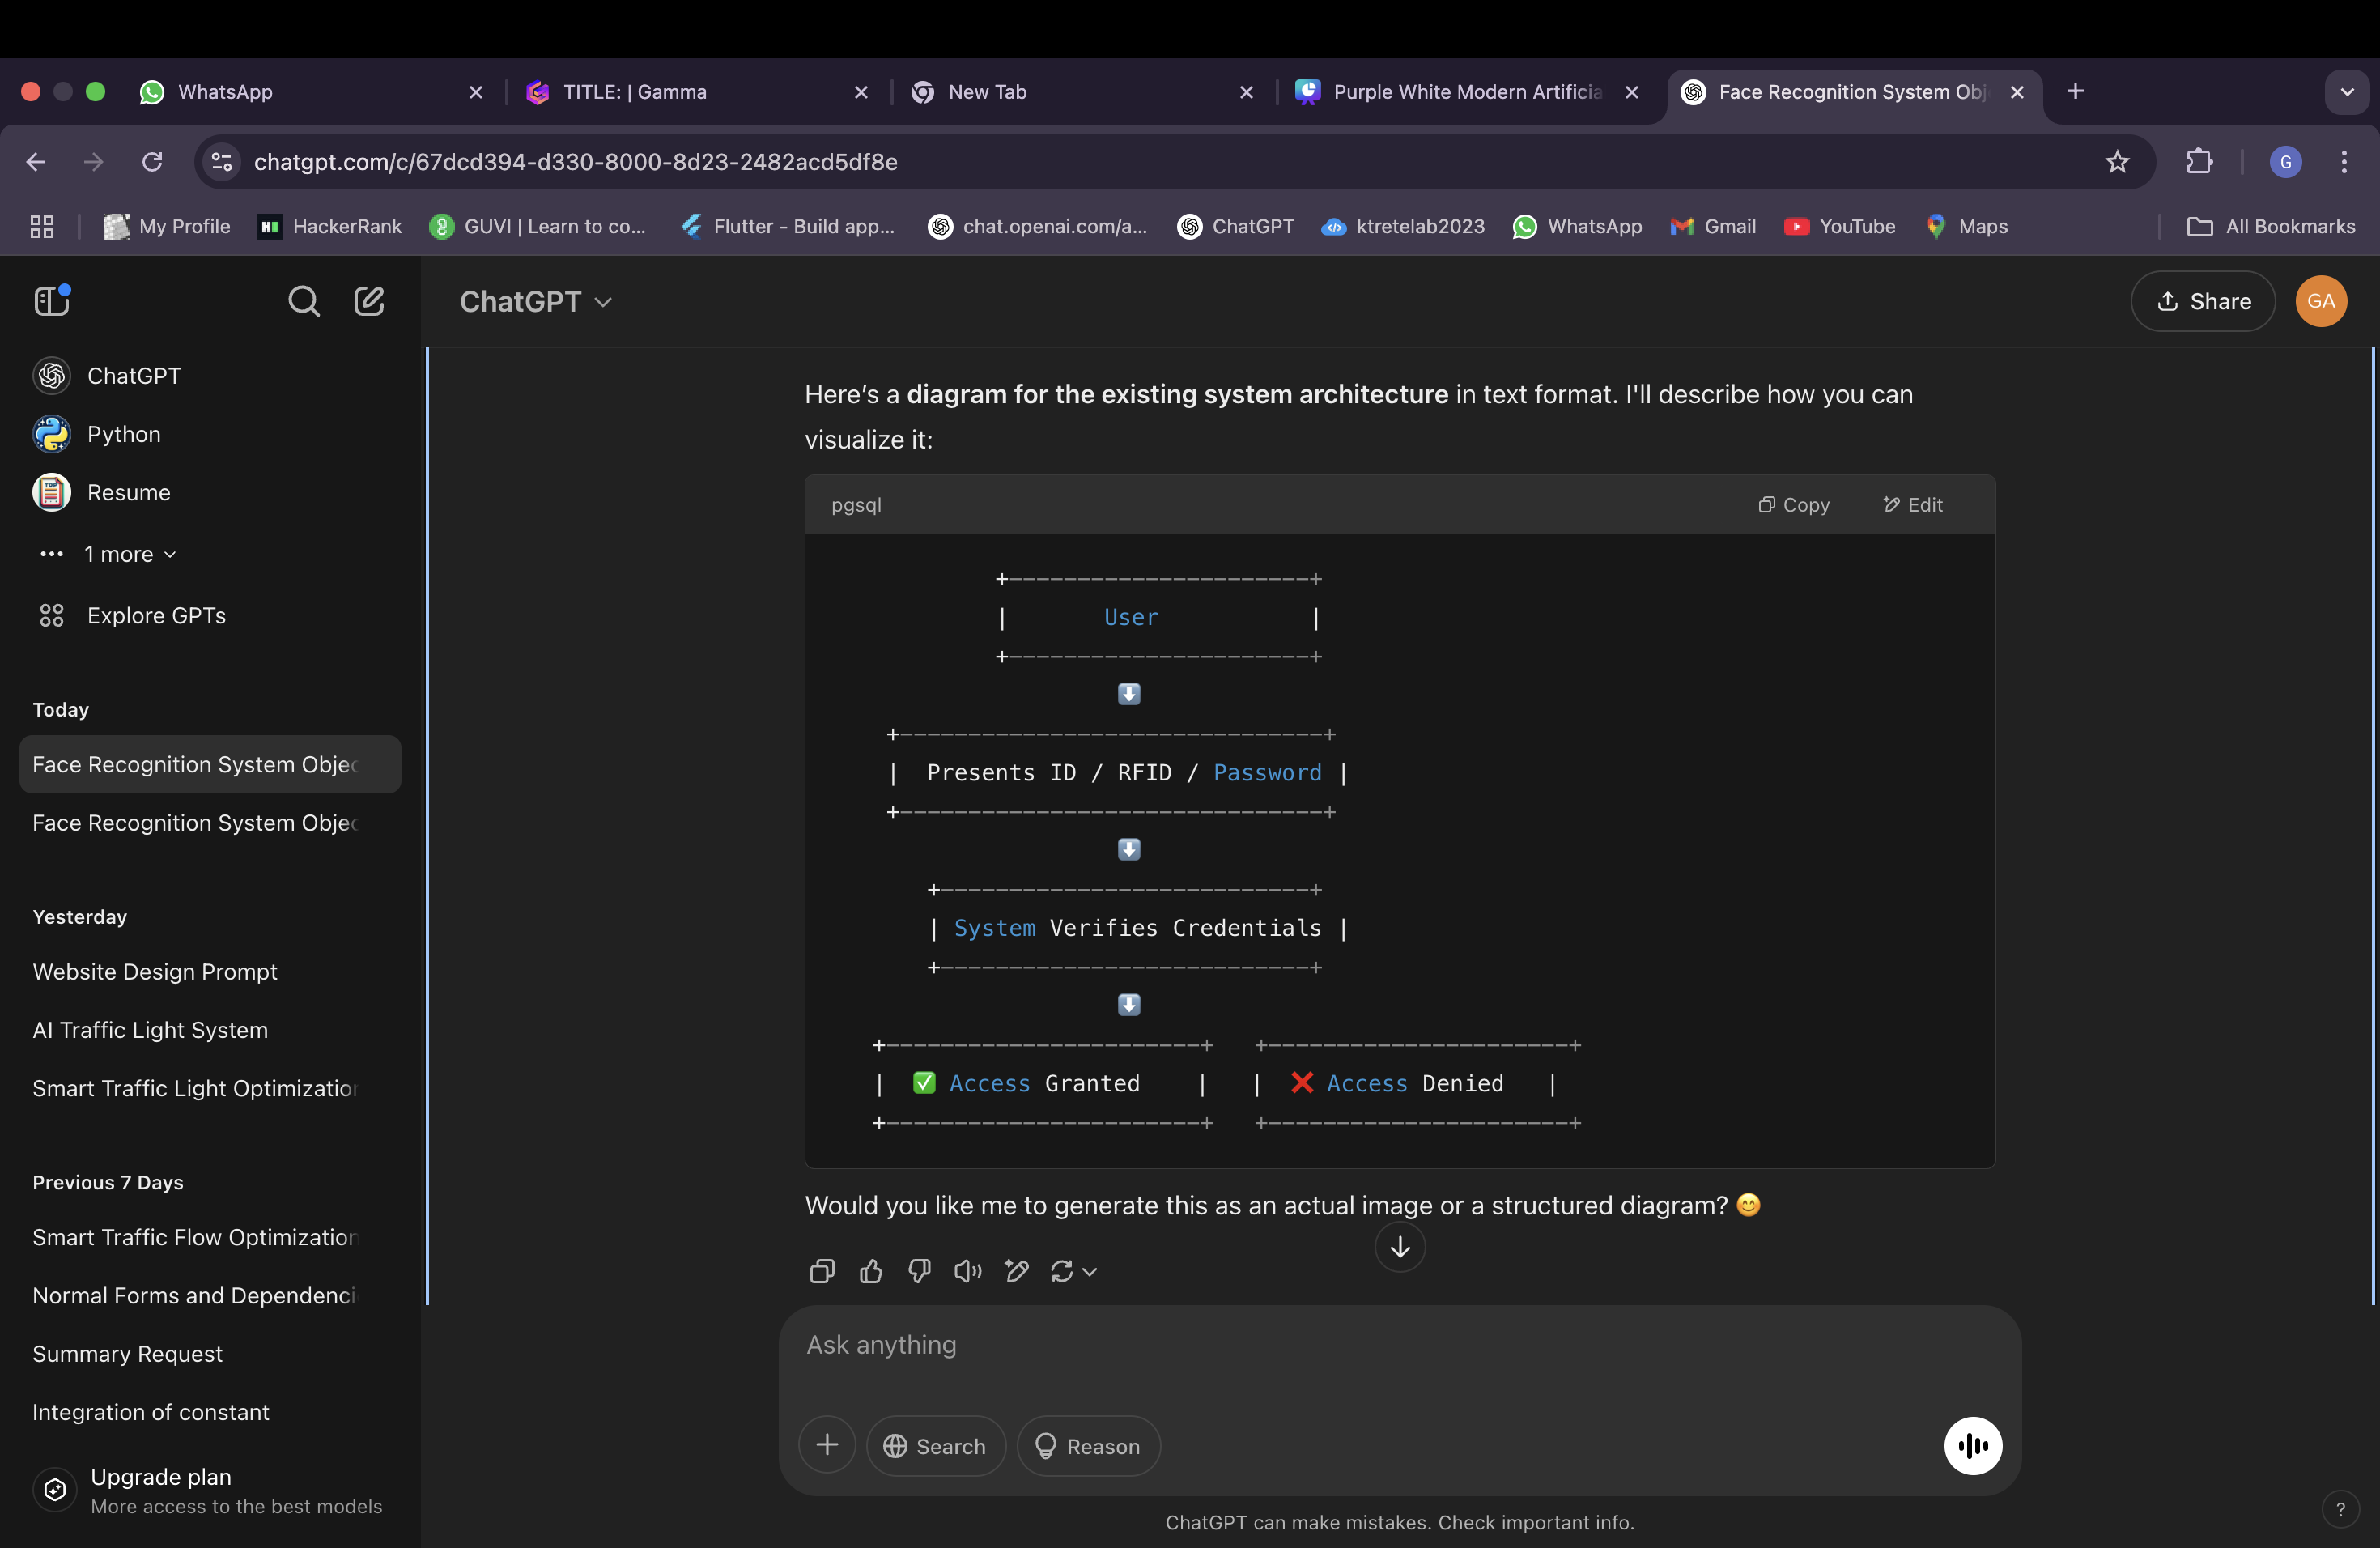 WhatsApp
TITLE: | Gamma
New Tab
Purple White Modern Artificia
Face Recognition System Obj
chatgpt.com/c/67dcd394-d330-8000-8d23-2482acd5df8e
G
My Profile
HackerRank
GUVI | Learn to co...
Flutter - Build app...
chat.openai.com/a...
ChatGPT
ktretelab2023
WhatsApp
Gmail
YouTube
Maps
All Bookmarks
ChatGPT
Share
GA
ChatGPT
Python
Resume
1 more
Explore GPTs
Today
Face Recognition System Objec
Face Recognition System Objec
Yesterday
Website Design Prompt
AI Traffic Light System
Smart Traffic Light Optimization
Previous 7 Days
Smart Traffic Flow Optimization
Normal Forms and Dependenci
Summary Request
Integration of constant
Upgrade plan
More access to the best models
Here’s a diagram for the existing system architecture in text format. I'll describe how you can
visualize it:
pgsql
Copy
Edit
+-----------------------+
| User |
+-----------------------+
⬇️
+-------------------------------+
| Presents ID / RFID / Password |
+-------------------------------+
⬇️
+----------------------------+
| System Verifies Credentials |
+----------------------------+
⬇️
+------------------------+ +----------------------+
| ✅ Access Granted | | ❌ Access Denied |
+------------------------+ +----------------------+
Would you like me to generate this as an actual image or a structured diagram? 😊
Ask anything
Search
Reason
ChatGPT can make mistakes. Check important info.
?